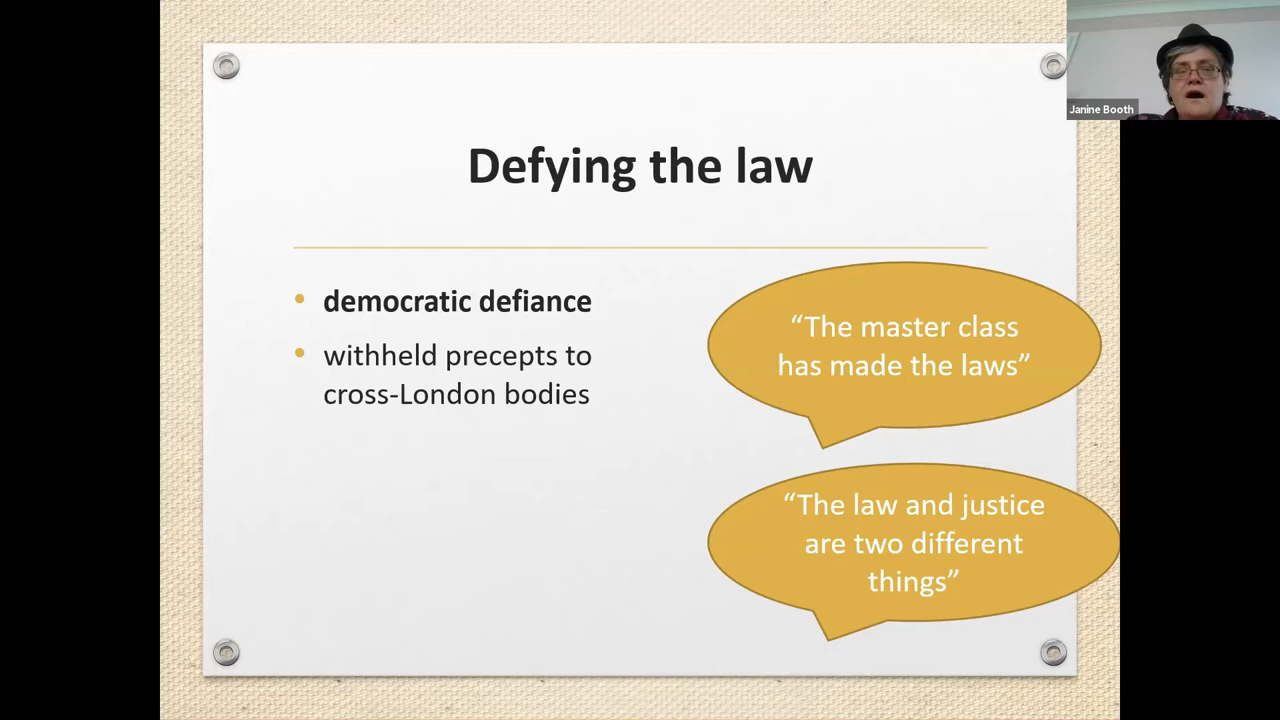 Janine Booth
Defying the law
• democratic defiance
• withheld precepts to
cross-London bodies
“The master class
has made the laws”
“The law and justice
are two different
things”